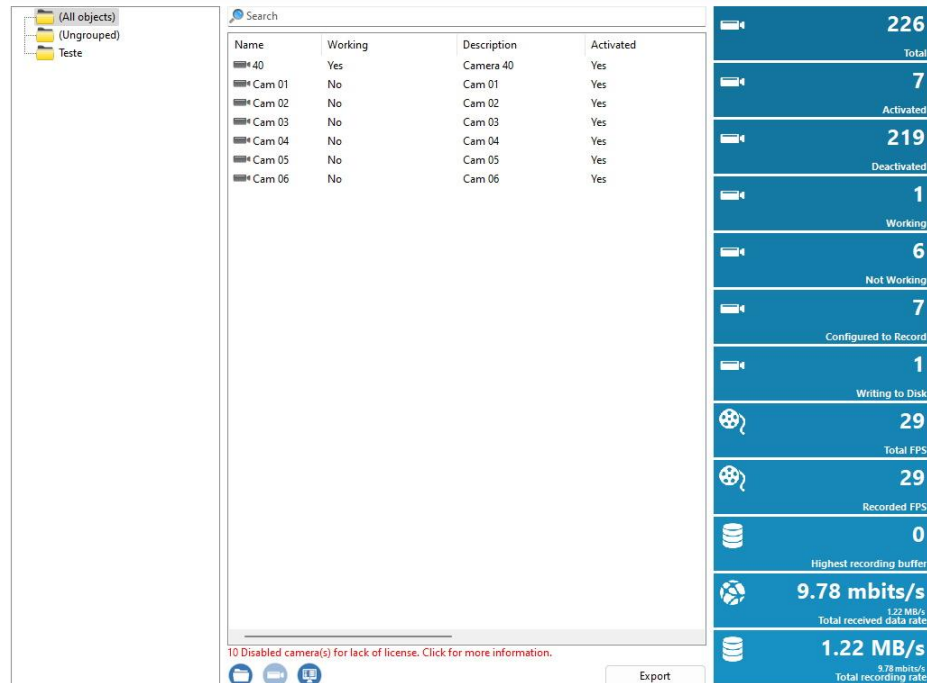 (All objects)
(Ungrouped)
Teste
Search
Name Working Description Activated
40 Yes Camera 40 Yes
Cam 01 No Cam 01 Yes
Cam 02 No Cam 02 Yes
Cam 03 No Cam 03 Yes
Cam 04 No Cam 04 Yes
Cam 05 No Cam 05 Yes
Cam 06 No Cam 06 Yes
10 Disabled camera(s) for lack of license. Click for more information.
Export
226
Total
7
Activated
219
Deactivated
1
Working
6
Not Working
7
Configured to Record
1
Writing to Disk
29
Total FPS
29
Recorded FPS
0
Highest recording buffer
9.78 mbits/s
1.22 MB/s
Total received data rate
1.22 MB/s
9.78 mbits/s
Total recording rate